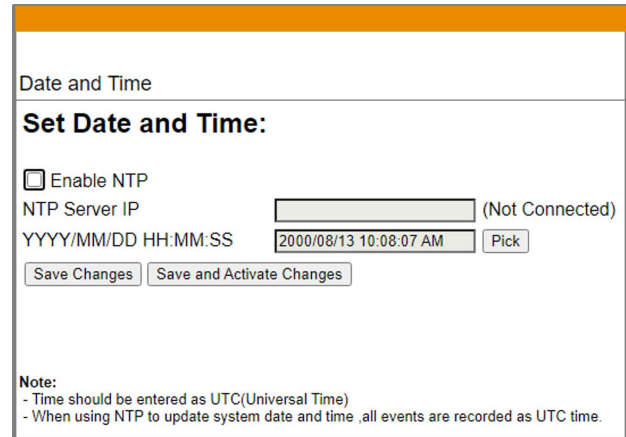 Date and Time
Set Date and Time:
Enable NTP
NTP Server IP (Not Connected)
YYYY/MM/DD HH:MM:SS 2000/08/13 10:08:07 AM Pick
Save Changes Save and Activate Changes
Note:
- Time should be entered as UTC(Universal Time)
- When using NTP to update system date and time ,all events are recorded as UTC time.